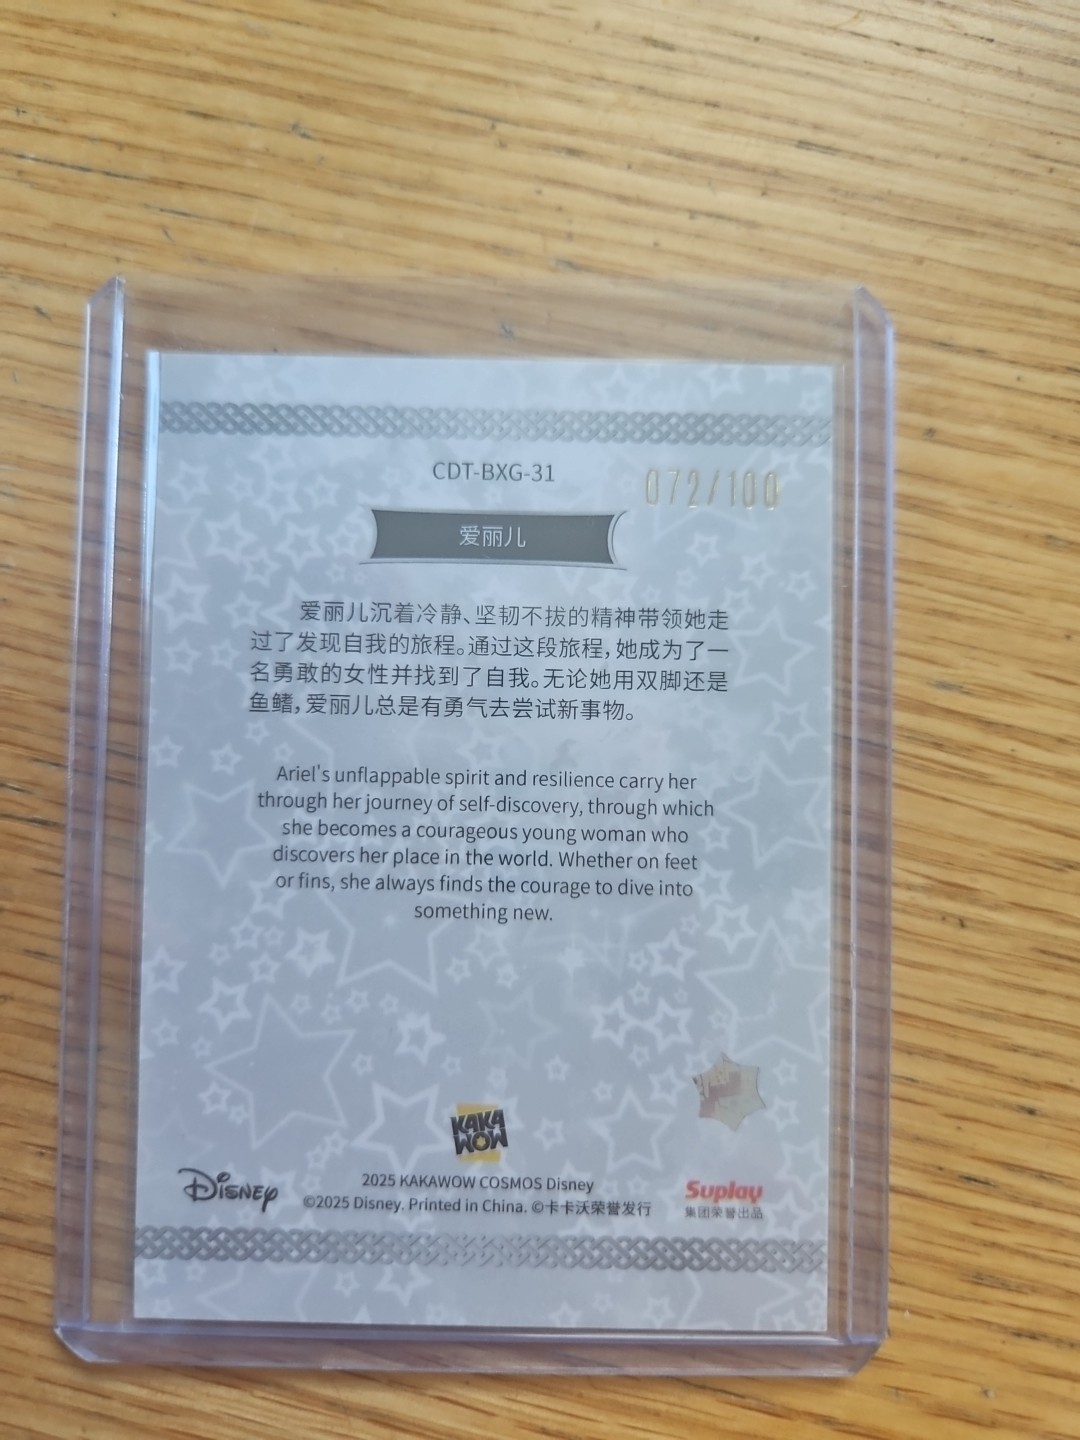 CDT-BXG-31
072/100
爱丽儿
爱丽儿沉着冷静、坚韧不拔的精神带领她走
过了发现自我的旅程。通过这段旅程，她成为了一
名勇敢的女性并找到了自我。无论她用双脚还是
鱼鳍，爱丽儿总是有勇气去尝试新事物。
Ariel's unflappable spirit and resilience carry her
through her journey of self-discovery, through which
she becomes a courageous young woman who
discovers her place in the world. Whether on feet
or fins, she always finds the courage to dive into
something new.
KAKA
WOW
Disney
2025 KAKAWOW COSMOS Disney
©2025 Disney. Printed in China. ©卡卡沃荣誉发行
Suplay
集团荣誉出品